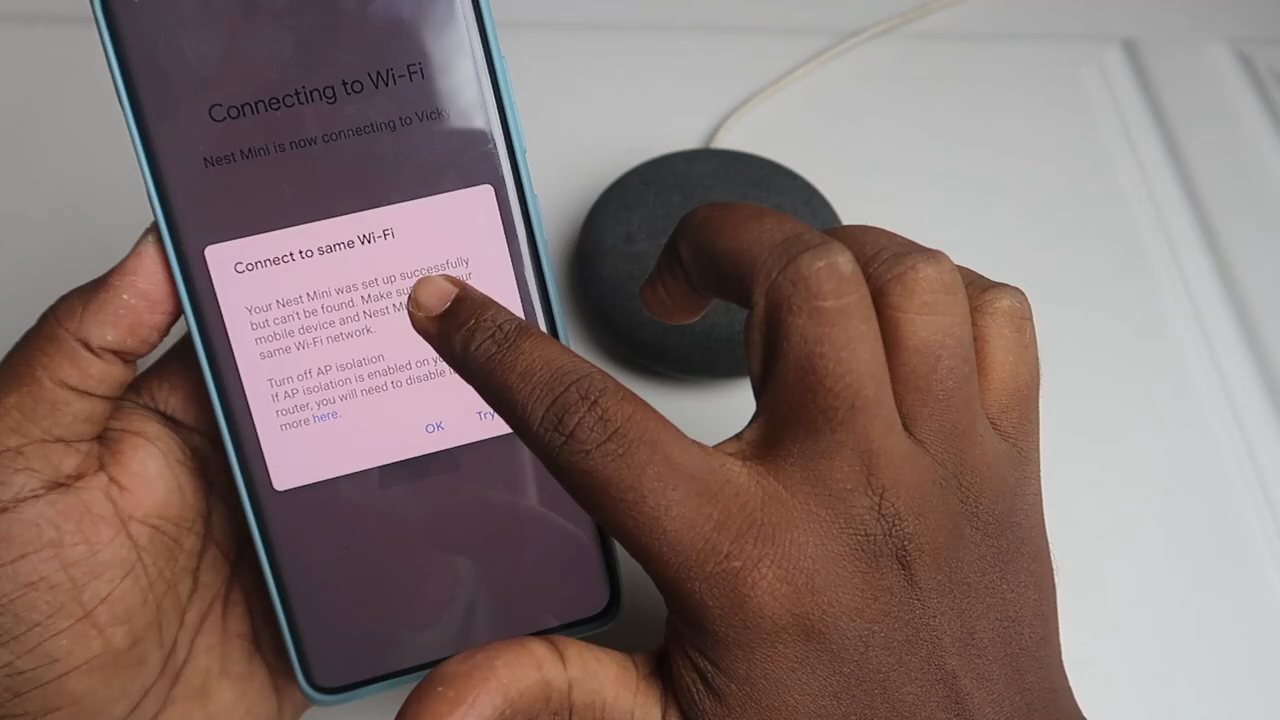 Connecting to Wi-Fi
Nest Mini is now connecting to Vicky
Connect to same Wi-Fi
Your Nest Mini was set up successfully
but can't be found. Make
mobile device and Nest
same Wi-Fi network.
Turn off AP isolation
If AP isolation is enabled on
router, you will need to disable
more here.
OK Try